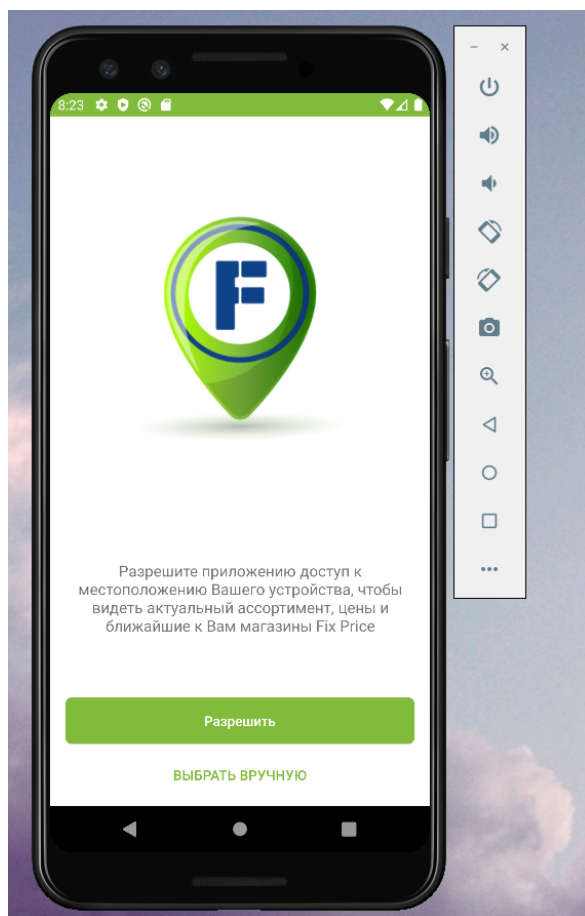 8:23
F
Разрешите приложению доступ к
местоположению Вашего устройства, чтобы
видеть актуальный ассортимент, цены и
ближайшие к Вам магазины Fix Price
Разрешить
ВЫБРАТЬ ВРУЧНУЮ